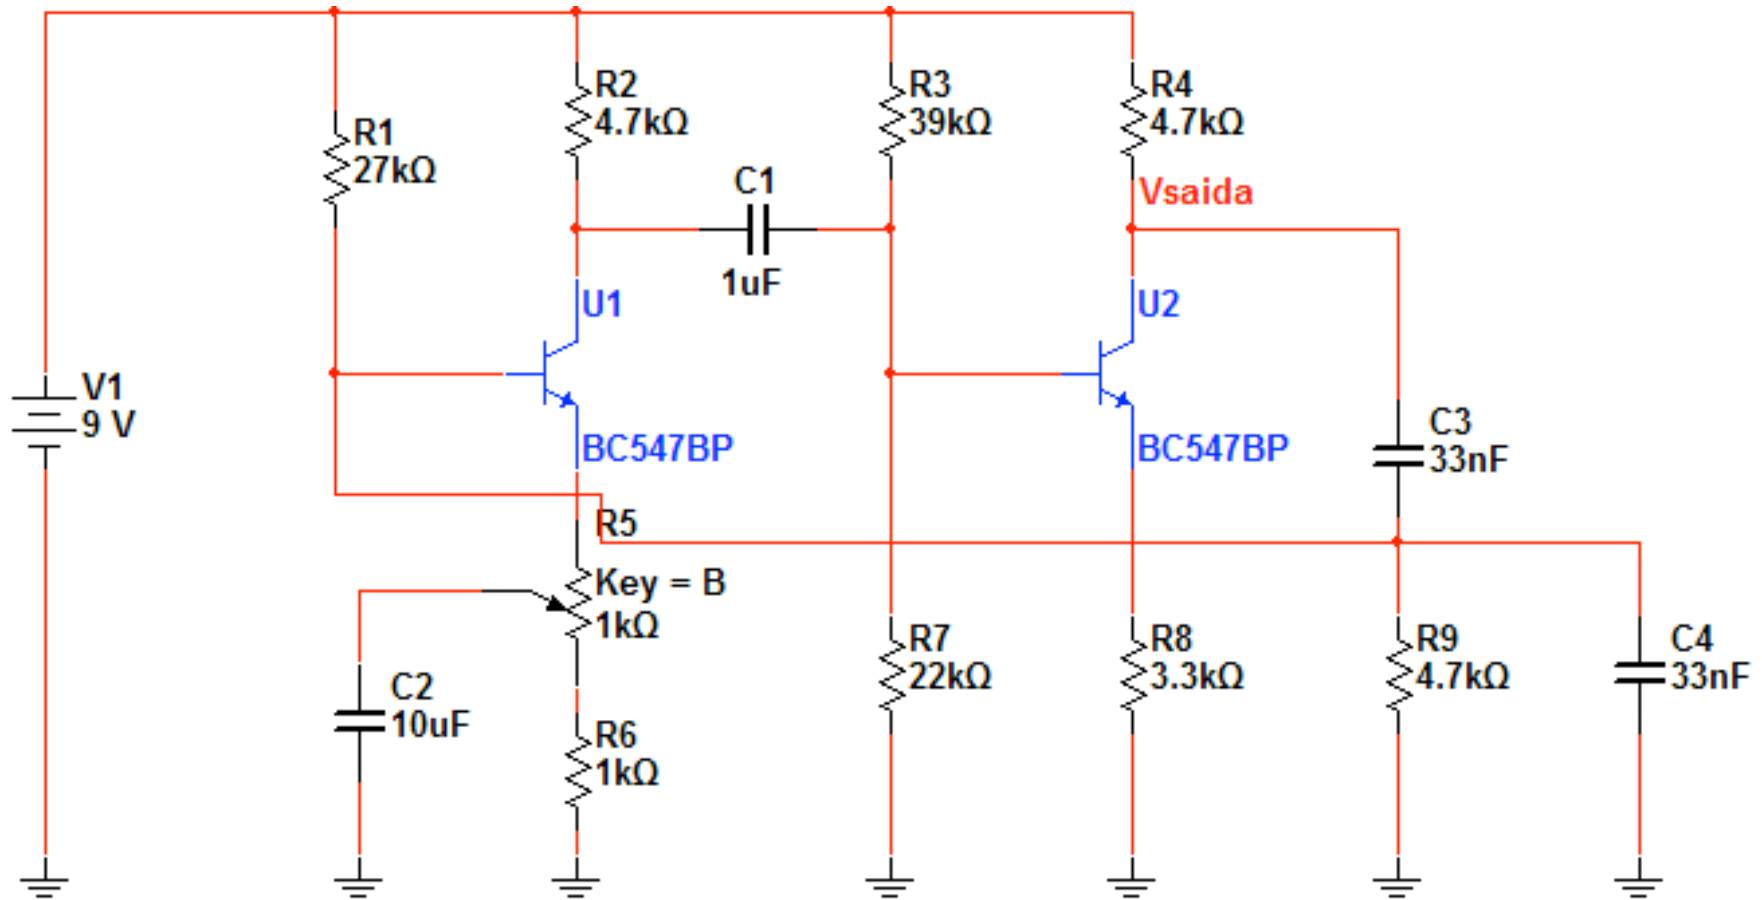 R1
27kΩ
R2
4.7kΩ
R3
39kΩ
R4
4.7kΩ
C1
1uF
Vsaida
U1
BC547BP
U2
BC547BP
V1
9 V
C3
33nF
R5
Key = B
1kΩ
C2
10uF
R6
1kΩ
R7
22kΩ
R8
3.3kΩ
R9
4.7kΩ
C4
33nF